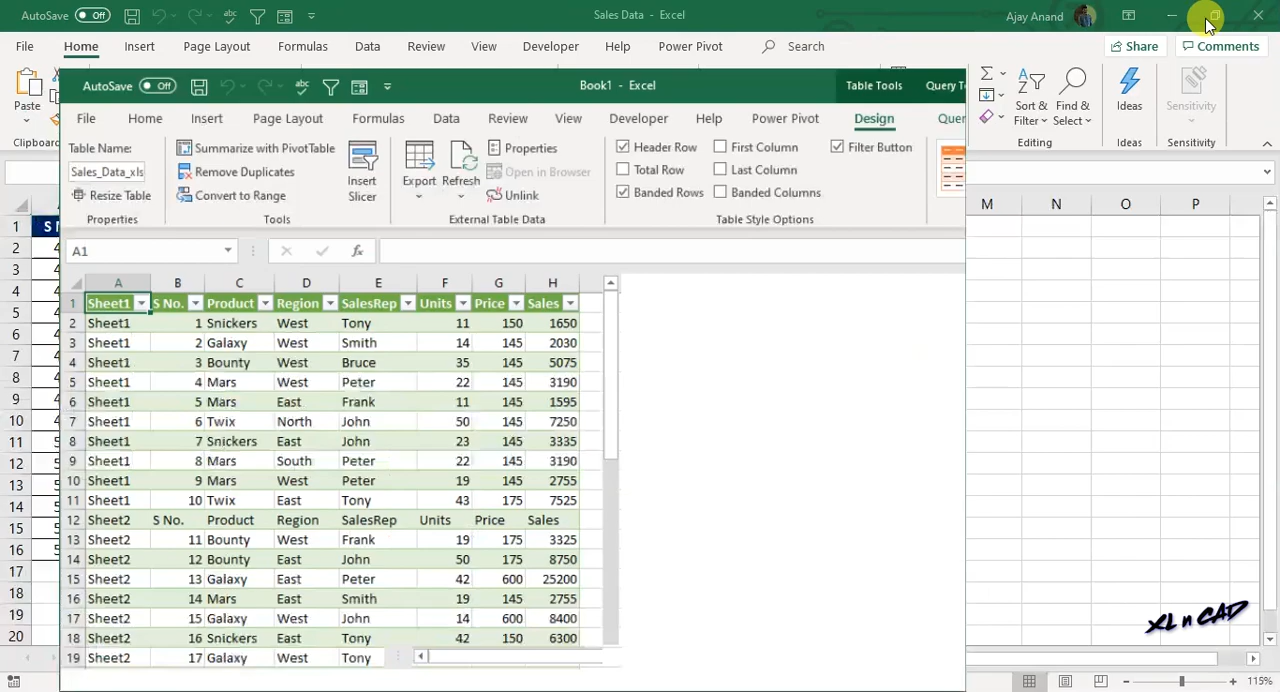 AutoSave Off Sales Data - Excel Ajay Anand
File Home Insert Page Layout Formulas Data Review View Developer Help Power Pivot Search Share Comments
Paste
Clipboard
Sort & Filter
Find & Select
Ideas
Sensitivity
Editing Ideas Sensitivity
AutoSave Off Book1 - Excel Table Tools
File Home Insert Page Layout Formulas Data Review View Developer Help Power Pivot Design
Table Name:
Sales_Data_xls
Resize Table
Properties
Summarize with PivotTable
Remove Duplicates
Convert to Range
Insert Slicer
Tools
Export Refresh
Properties
Open in Browser
Unlink
External Table Data
Header Row First Column Filter Button
Total Row Last Column
Banded Rows Banded Columns
Table Style Options
A1 fx
M N O P
A B C D E F G H
1 Sheet1 S No. Product Region SalesRep Units Price Sales
2 Sheet1 1 Snickers West Tony 11 150 1650
3 Sheet1 2 Galaxy West Smith 14 145 2030
4 Sheet1 3 Bounty West Bruce 35 145 5075
5 Sheet1 4 Mars West Peter 22 145 3190
6 Sheet1 5 Mars East Frank 11 145 1595
7 Sheet1 6 Twix North John 50 145 7250
8 Sheet1 7 Snickers East John 23 145 3335
9 Sheet1 8 Mars South Peter 22 145 3190
10 Sheet1 9 Mars West Peter 19 145 2755
11 Sheet1 10 Twix East Tony 43 175 7525
12 Sheet2 S No. Product Region SalesRep Units Price Sales
13 Sheet2 11 Bounty West Frank 19 175 3325
14 Sheet2 12 Bounty East John 50 175 8750
15 Sheet2 13 Galaxy East Peter 42 600 25200
16 Sheet2 14 Mars East Smith 19 145 2755
17 Sheet2 15 Galaxy West John 14 600 8400
18 Sheet2 16 Snickers East Tony 42 150 6300
19 Sheet2 17 Galaxy West Tony
1
2
3
4
5
6
7
8
9
10
11
12
13
14
15
16
17
18
19
20
XL n CAD
115%